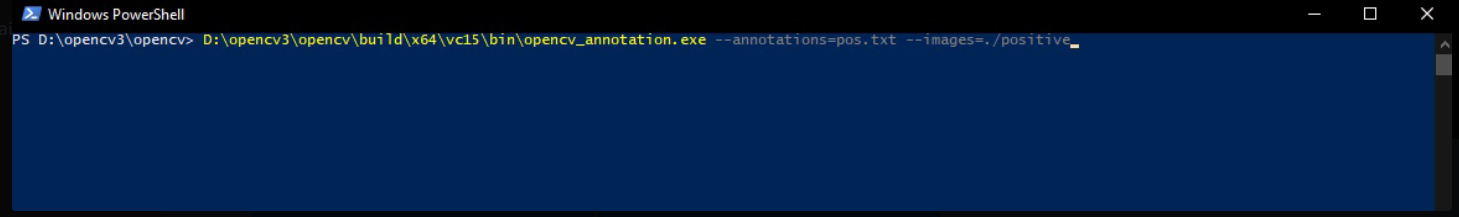 Windows PowerShell
PS D:\opencv3\opencv> D:\opencv3\opencv\build\x64\vc15\bin\opencv_annotation.exe --annotations=pos.txt --images=./positive